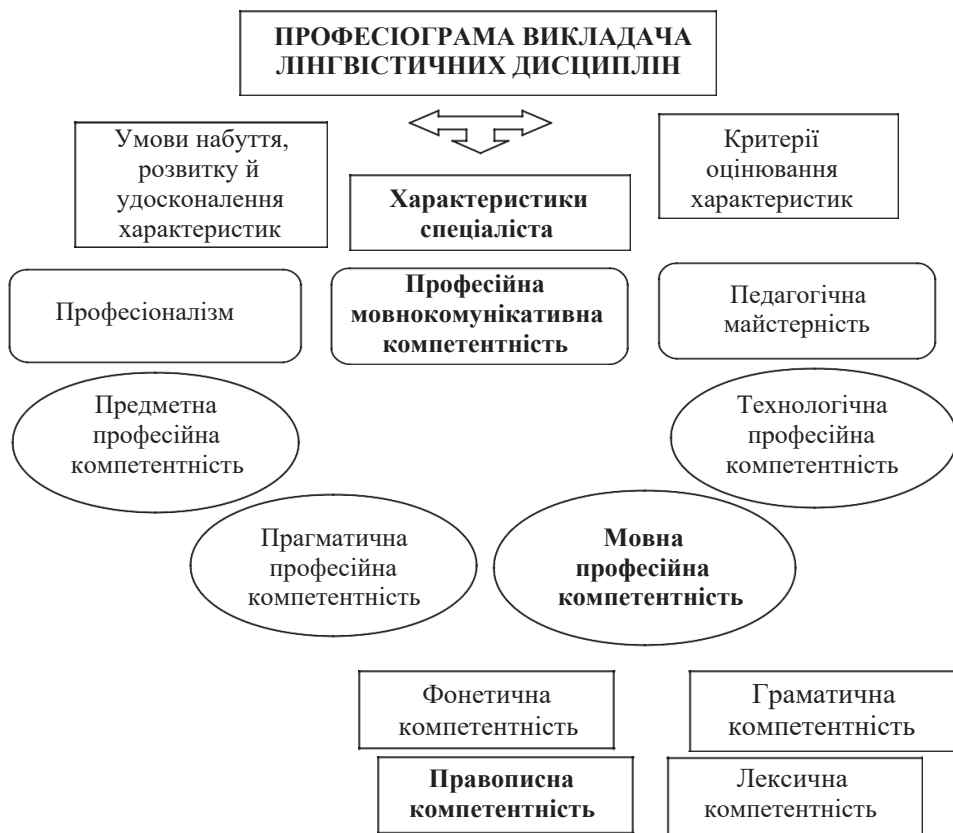 ПРОФЕСІОГРАМА ВИКЛАДАЧА
ЛІНГВІСТИЧНИХ ДИСЦИПЛІН
Умови набуття,
розвитку й
удосконалення
характеристик
Характеристики
спеціаліста
Критерії
оцінювання
характеристик
Професіоналізм
Професійна
мовнокомунікативна
компетентність
Педагогічна
майстерність
Предметна
професійна
компетентність
Технологічна
професійна
компетентність
Прагматична
професійна
компетентність
Мовна
професійна
компетентність
Фонетична
компетентність
Граматична
компетентність
Правописна
компетентність
Лексична
компетентність